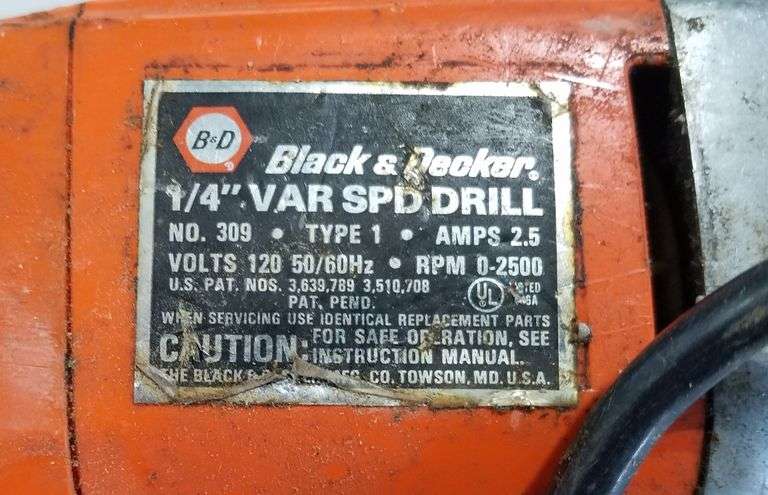 B&D ®
Black & Decker®
1/4" VAR SPD DRILL
NO. 309 • TYPE 1 • AMPS 2.5
VOLTS 120 50/60Hz • RPM 0-2500
U.S. PAT. NOS. 3,639,789 3,510,708
PAT. PEND.
UL
WHEN SERVICING USE IDENTICAL REPLACEMENT PARTS
CAUTION: FOR SAFE OPERATION, SEE
INSTRUCTION MANUAL.
THE BLACK & CO. TOWSON, MD. U.S.A.